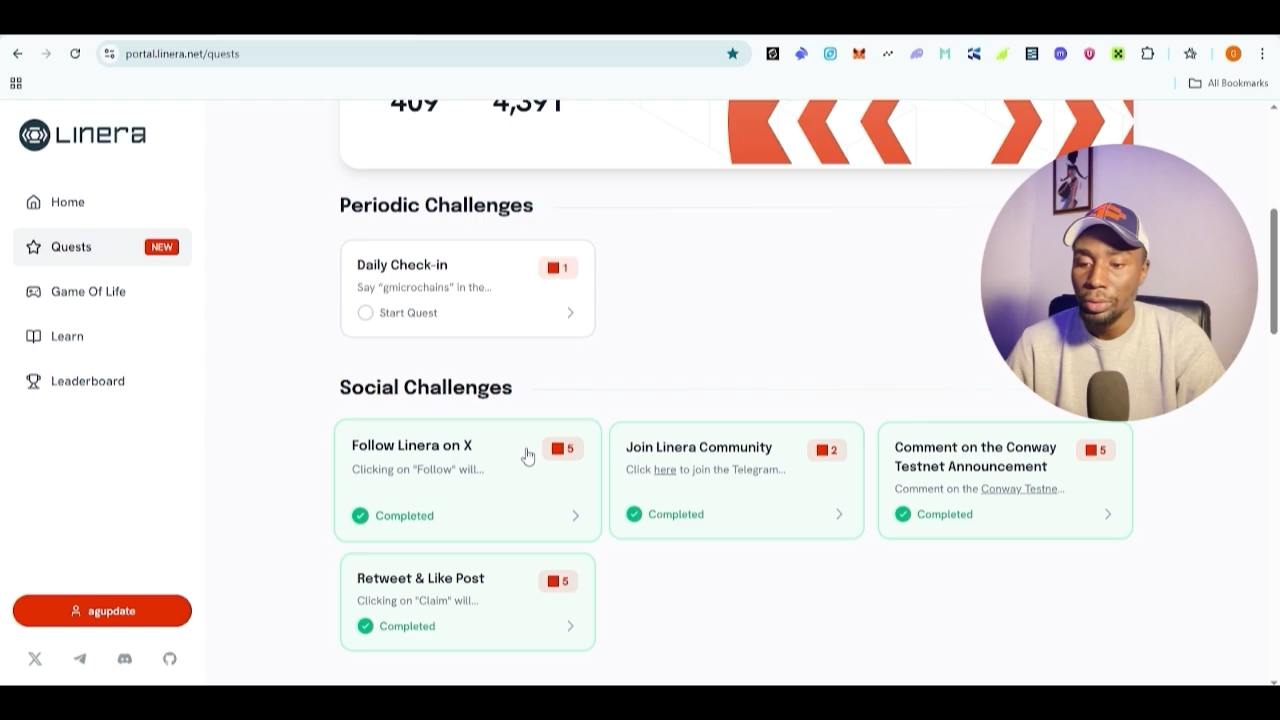 portal.linera.net/quests
All Bookmarks
LINERA
409 4,391
Home
Quests NEW
Game Of Life
Learn
Leaderboard
agupdate
Periodic Challenges
Daily Check-in 1
Say “gmicrochains” in the...
Start Quest
Social Challenges
Follow Linera on X 5
Clicking on "Follow" will...
Completed
Join Linera Community 2
Click here to join the Telegram...
Completed
Comment on the Conway 5
Testnet Announcement
Comment on the Conway Testne...
Completed
Retweet & Like Post 5
Clicking on "Claim" will...
Completed